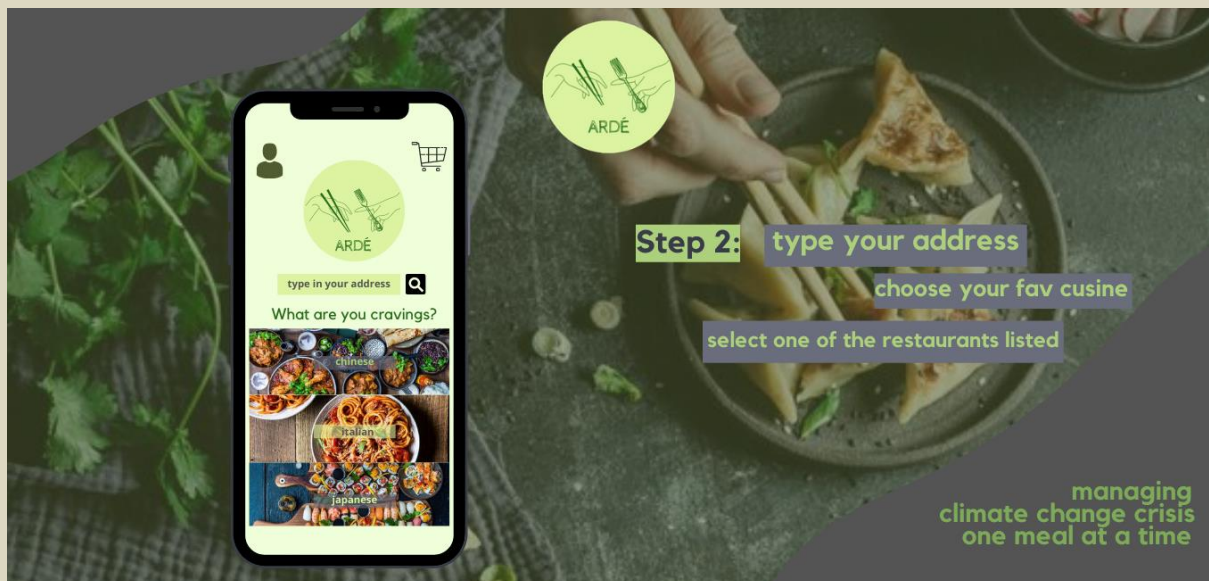 ARDÉ
type in your address
What are you cravings?
chinese
italian
japanese
ARDÉ
Step 2: type your address
choose your fav cusine
select one of the restaurants listed
managing
climate change crisis
one meal at a time